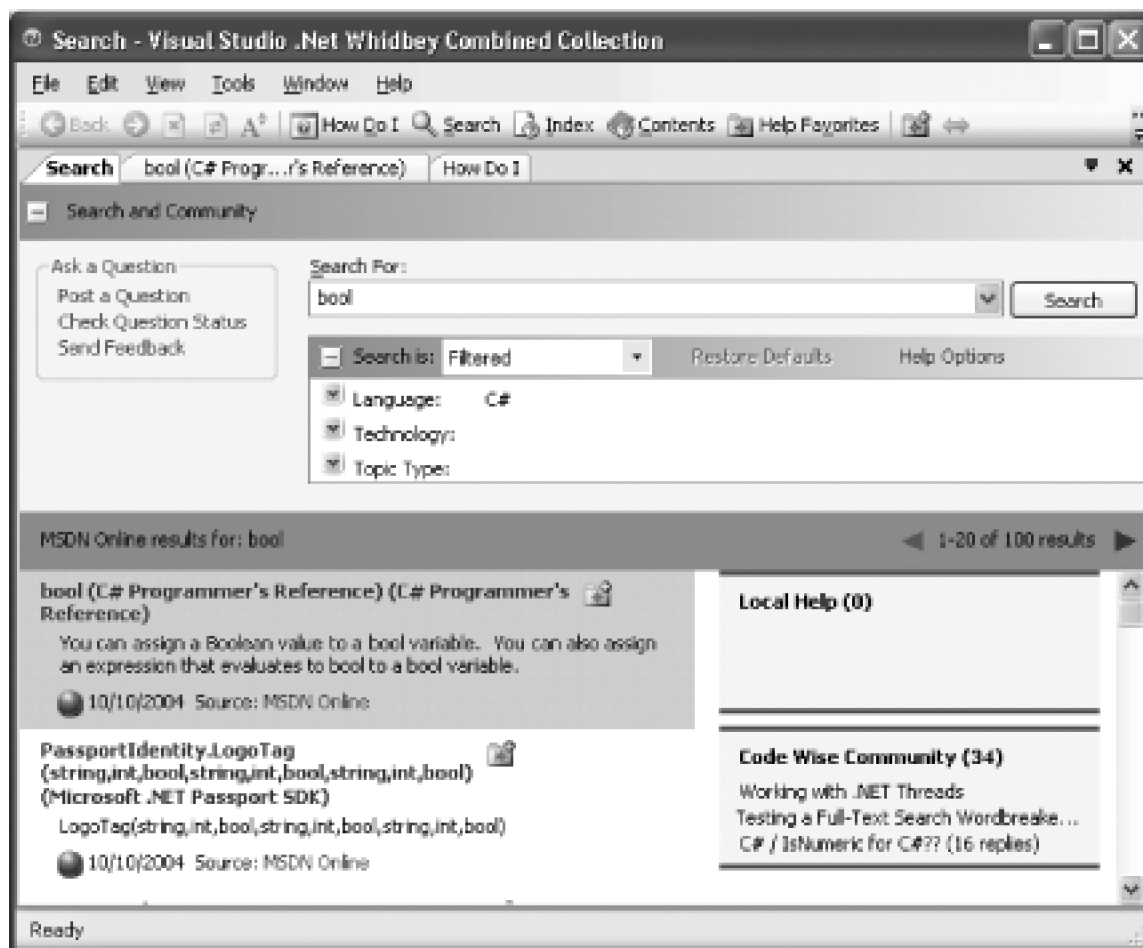 Search - Visual Studio .Net Whidbey Combined Collection
File Edit View Tools Window Help
Back How Do I Search Index Contents Help Favorites
Search bool (C# Progr...r's Reference) How Do I
Search and Community
Ask a Question
Post a Question
Check Question Status
Send Feedback
Search For:
bool
Search
Search is: Filtered Restore Defaults Help Options
Language: C#
Technology:
Topic Type:
MSDN Online results for: bool 1-20 of 100 results
bool (C# Programmer's Reference) (C# Programmer's
Reference)
You can assign a Boolean value to a bool variable. You can also assign
an expression that evaluates to bool to a bool variable.
10/10/2004 Source: MSDN Online
PassportIdentity.LogoTag
(string,int,bool,string,int,bool,string,int,bool)
(Microsoft .NET Passport SDK)
LogoTag(string,int,bool,string,int,bool,string,int,bool)
10/10/2004 Source: MSDN Online
Local Help (0)
Code Wise Community (34)
Working with .NET Threads
Testing a Full-Text Search Wordbreake...
C# / IsNumeric for C#?? (16 replies)
Ready